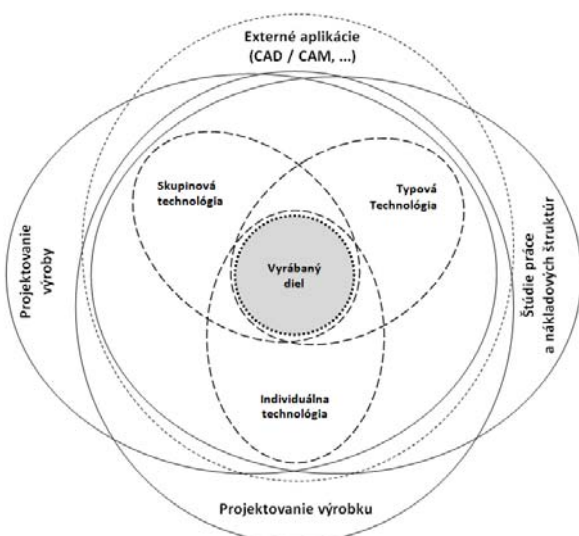 Externé aplikácie
(CAD / CAM, ...)
Skupinová
technológia
Typová
Technológia
Projektovanie
výroby
Vyrábaný
diel
Štúdie práce
a nákladových štruktúr
Individuálna
technológia
Projektovanie výrobku